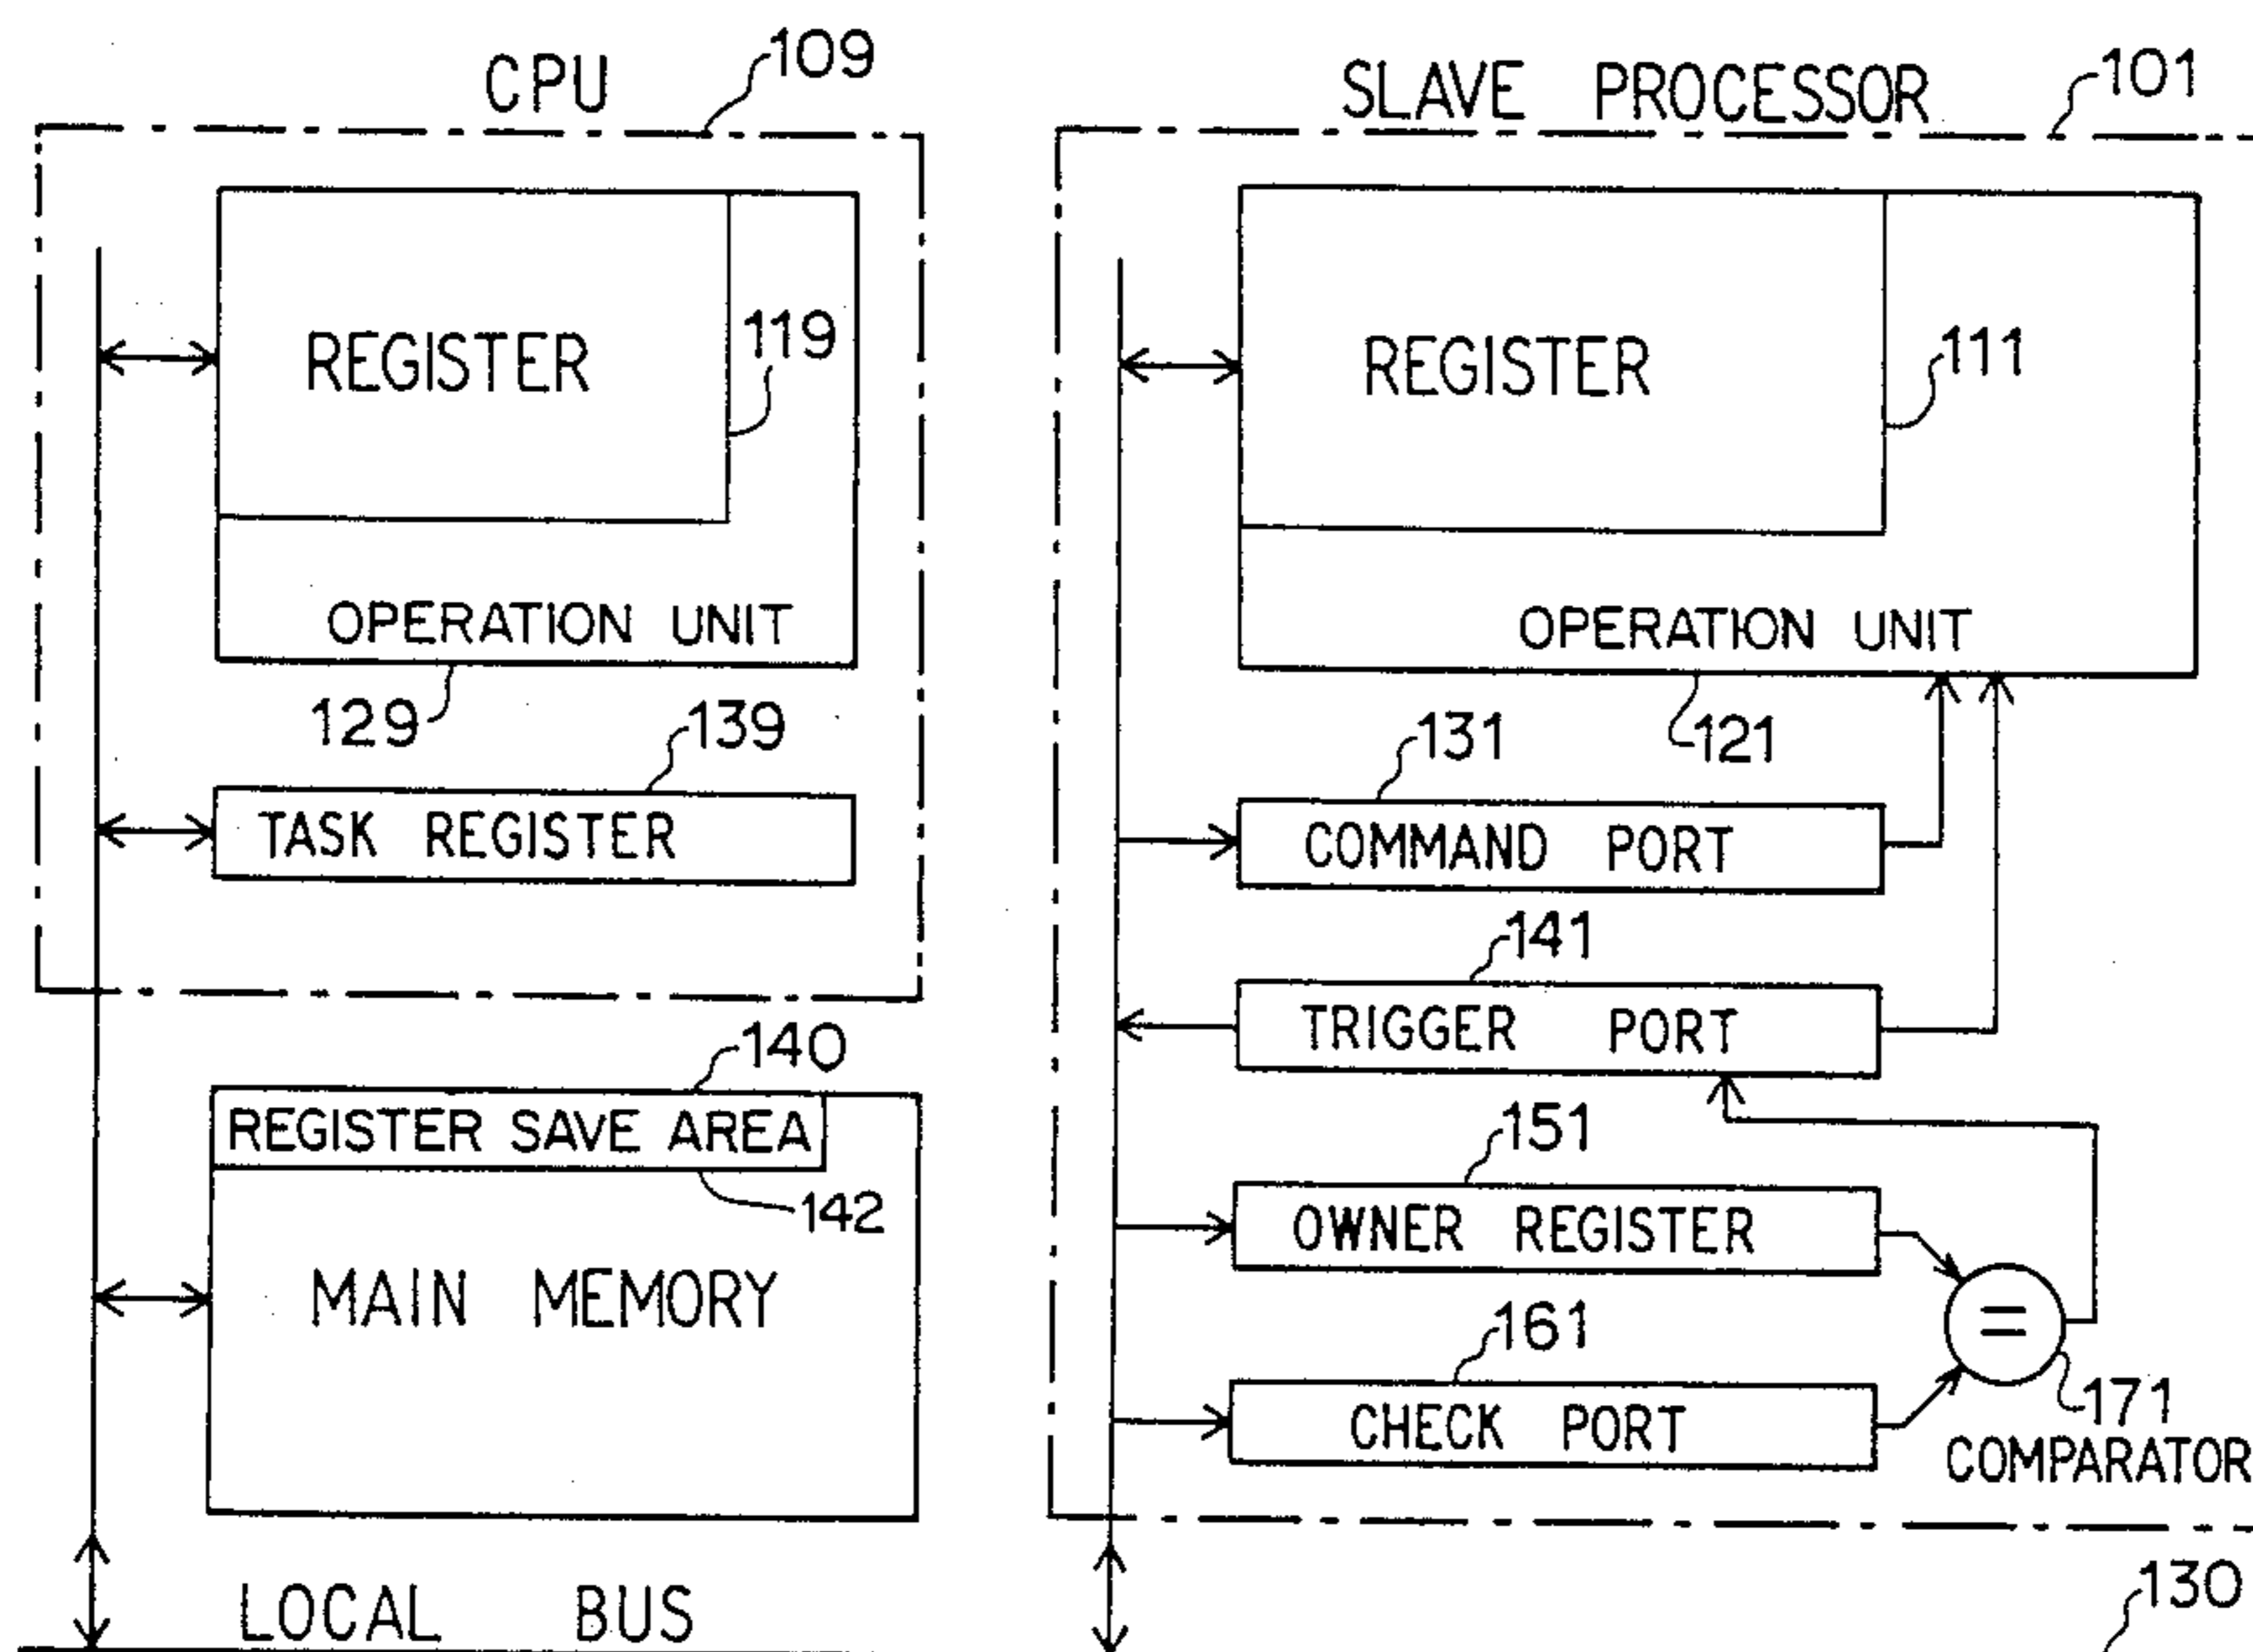 CPU
109
REGISTER
119
OPERATION UNIT
129
139
TASK REGISTER
140
REGISTER SAVE AREA
142
MAIN MEMORY
LOCAL BUS
SLAVE PROCESSOR
101
REGISTER
111
OPERATION UNIT
121
131
COMMAND PORT
141
TRIGGER PORT
151
OWNER REGISTER
=
161
CHECK PORT
171
COMPARATOR
130